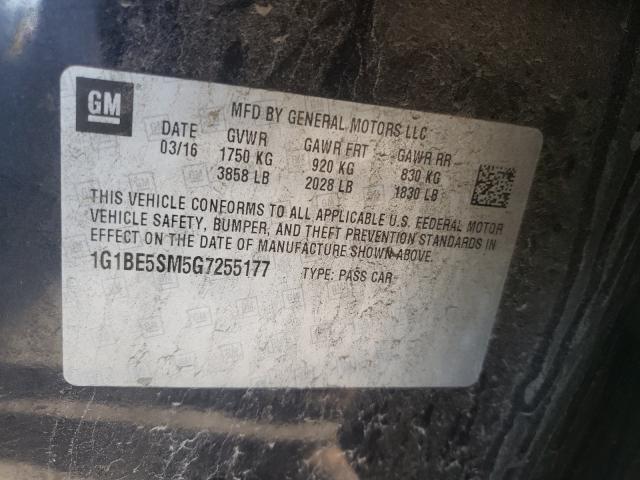 GM
MFD BY GENERAL MOTORS LLC
DATE GVWR GAWR FRT GAWR RR
03/16 1750 KG 920 KG 830 KG
3858 LB 2028 LB 1830 LB
THIS VEHICLE CONFORMS TO ALL APPLICABLE U.S. FEDERAL MOTOR
VEHICLE SAFETY, BUMPER, AND THEFT PREVENTION STANDARDS IN
EFFECT ON THE DATE OF MANUFACTURE SHOWN ABOVE.
1G1BE5SM5G7255177 TYPE: PASS CAR